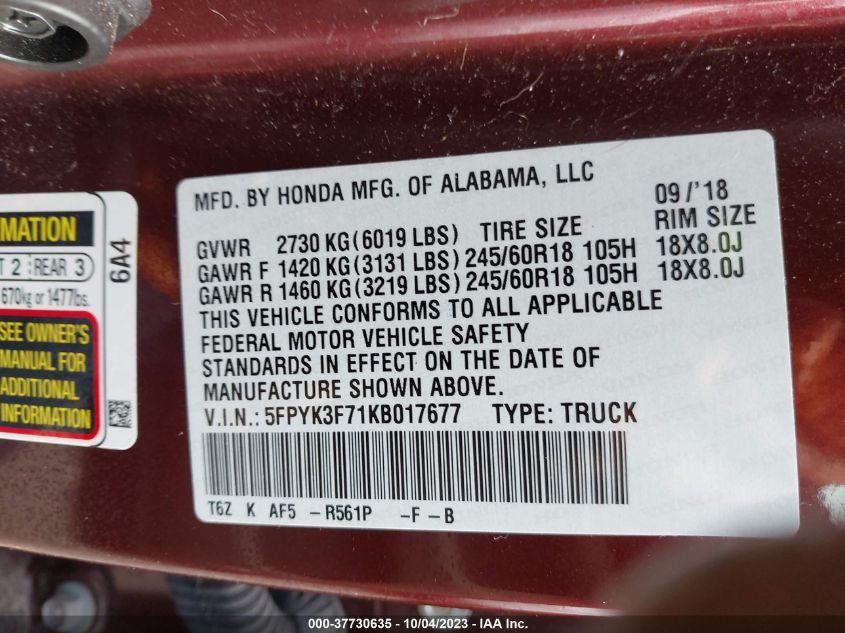 MATION
T 2 REAR 3
670kg or 1477lbs.
SEE OWNER'S
MANUAL FOR
ADDITIONAL
INFORMATION
6A4
MFD. BY HONDA MFG. OF ALABAMA, LLC 09/'18
GVWR 2730 KG(6019 LBS) TIRE SIZE RIM SIZE
GAWR F 1420 KG(3131 LBS) 245/60R18 105H 18X8.0J
GAWR R 1460 KG(3219 LBS) 245/60R18 105H 18X8.0J
THIS VEHICLE CONFORMS TO ALL APPLICABLE
FEDERAL MOTOR VEHICLE SAFETY
STANDARDS IN EFFECT ON THE DATE OF
MANUFACTURE SHOWN ABOVE.
V.I.N.: 5FPYK3F71KB017677 TYPE: TRUCK
T6Z K AF5 -R561P -F-B
000-37730635 - 10/04/2023 - IAA Inc.